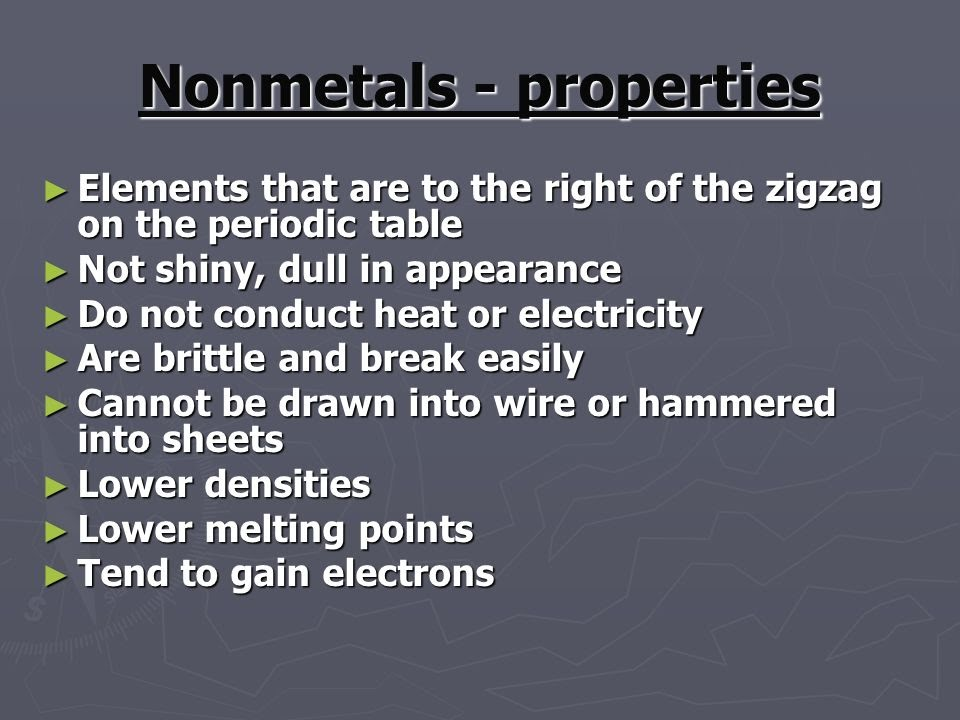 Nonmetals - properties
► Elements that are to the right of the zigzag
on the periodic table
► Not shiny, dull in appearance
► Do not conduct heat or electricity
► Are brittle and break easily
► Cannot be drawn into wire or hammered
into sheets
► Lower densities
► Lower melting points
► Tend to gain electrons